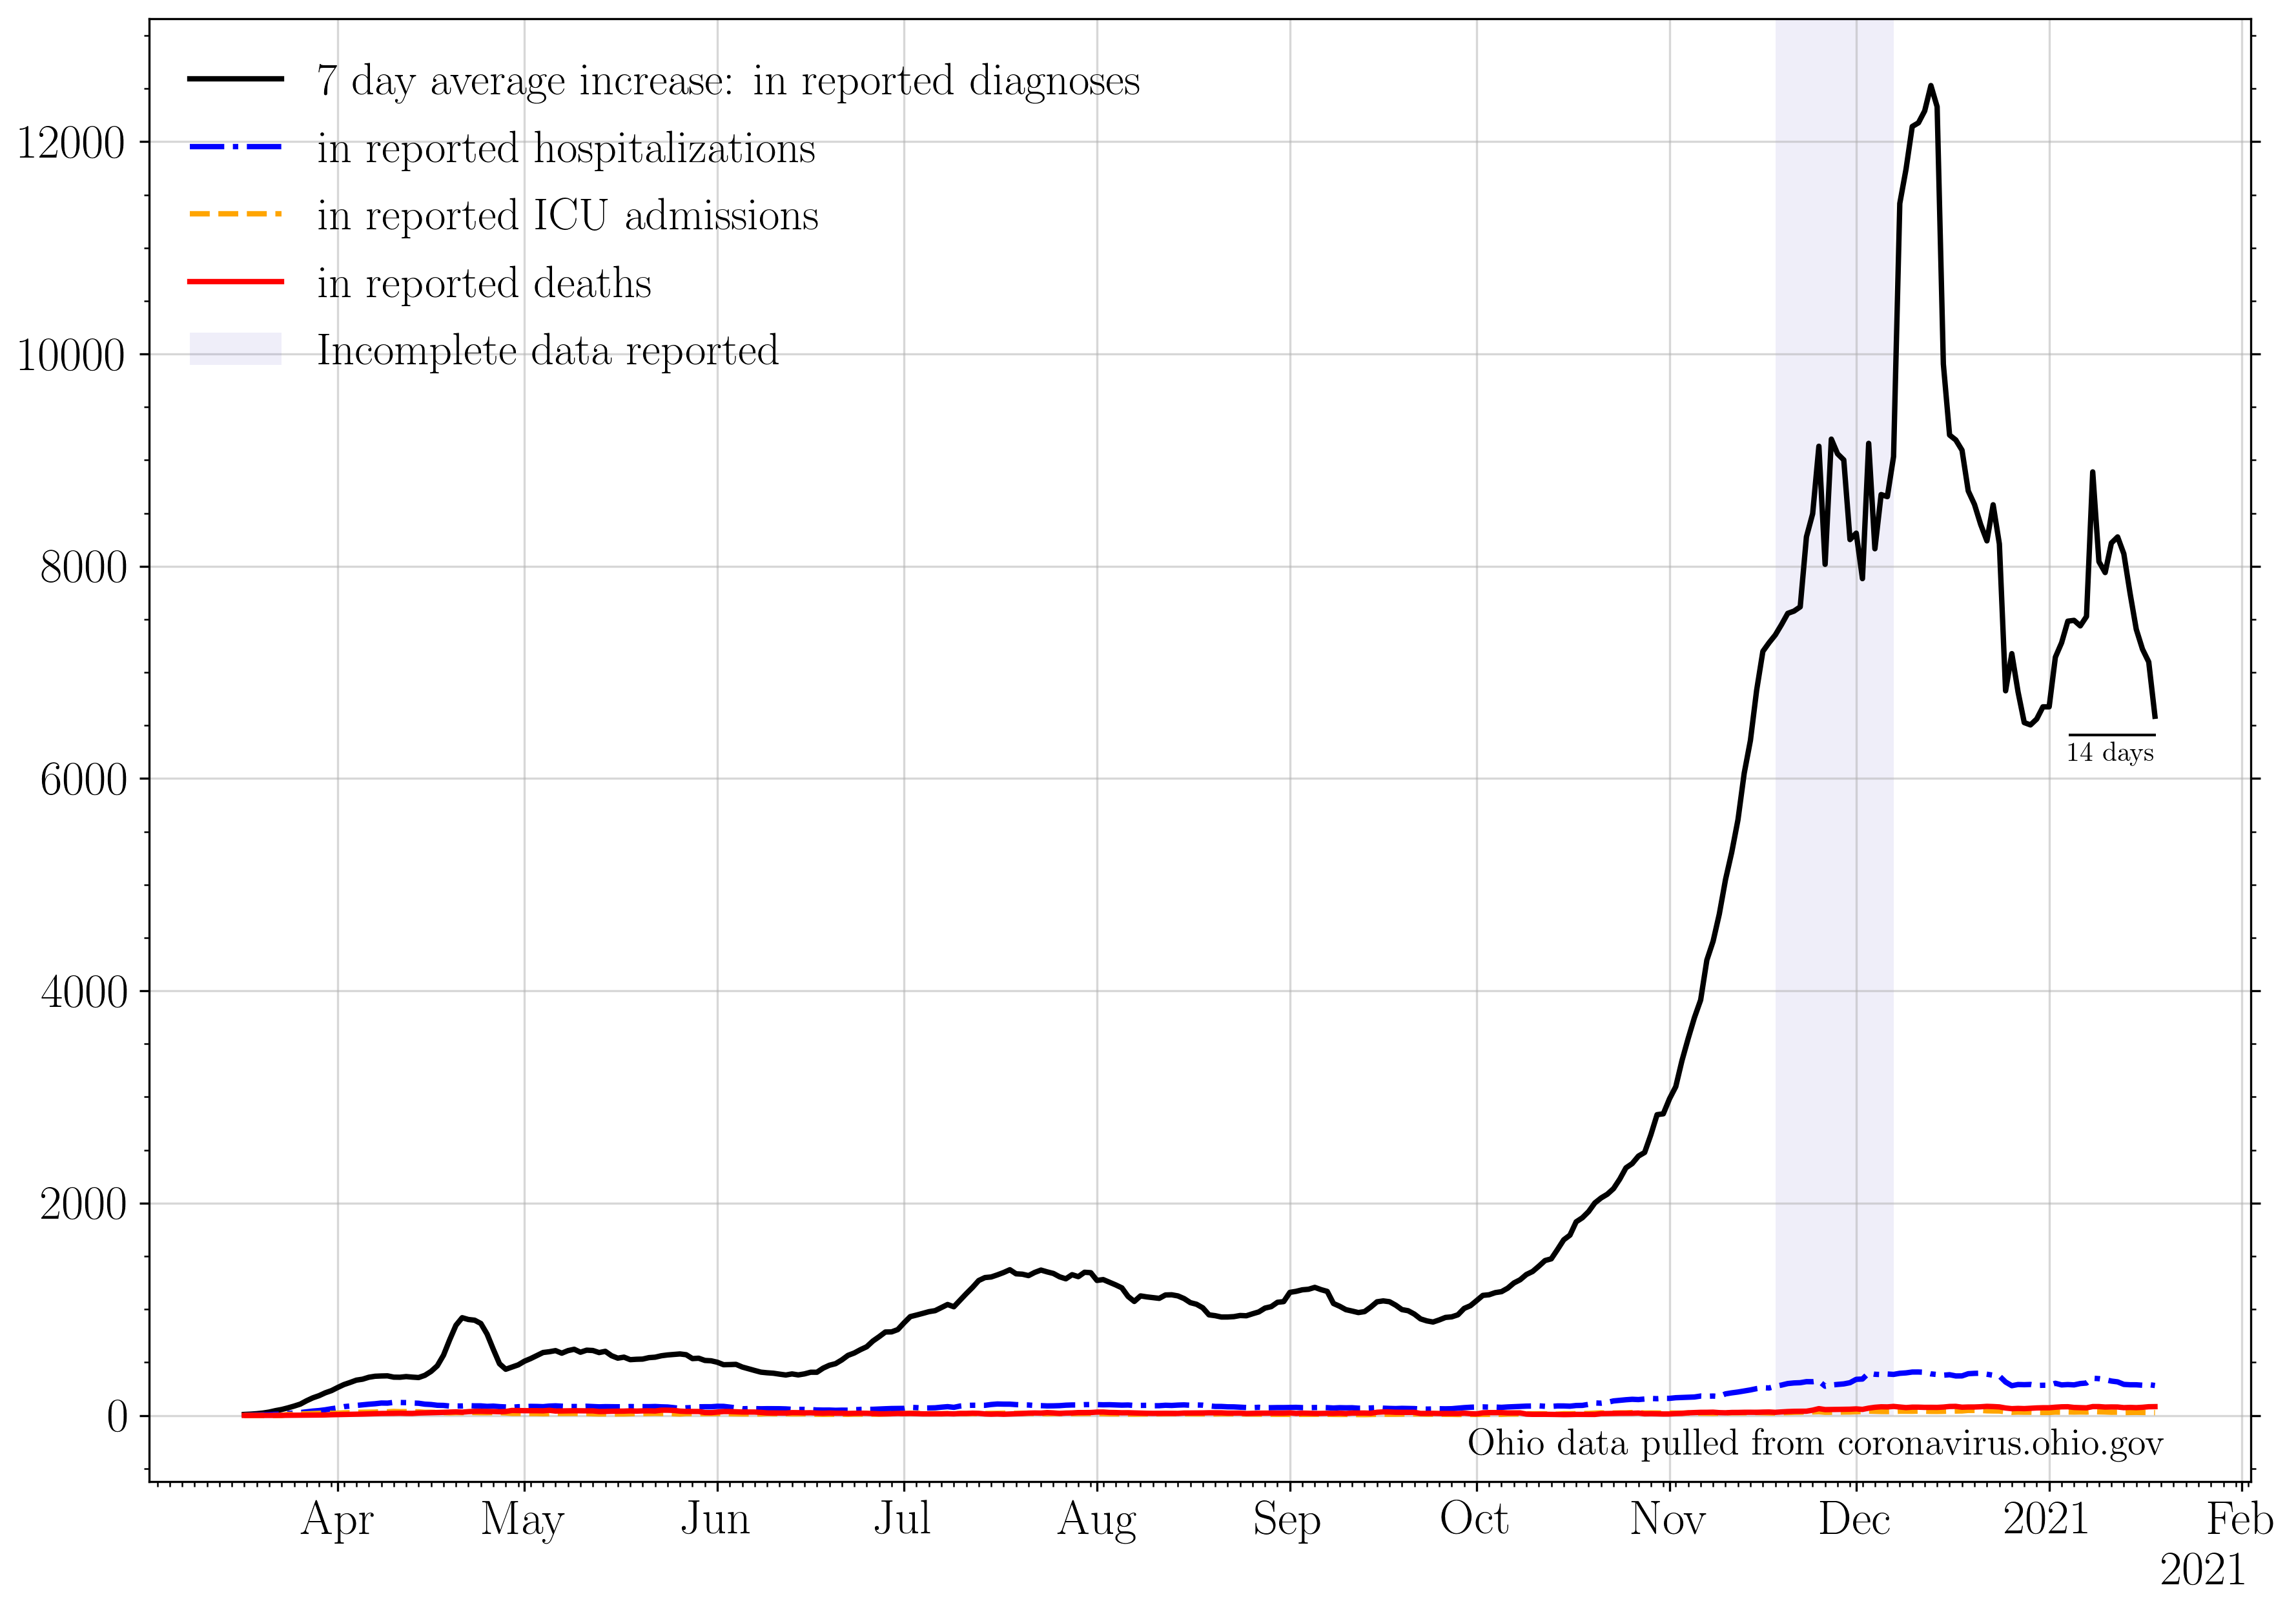 7 day average increase: in reported diagnoses
in reported hospitalizations
in reported ICU admissions
in reported deaths
Incomplete data reported
12000
10000
8000
6000
4000
2000
0
14 days
Ohio data pulled from coronavirus.ohio.gov
Apr May Jun Jul Aug Sep Oct Nov Dec 2021 Feb
2021